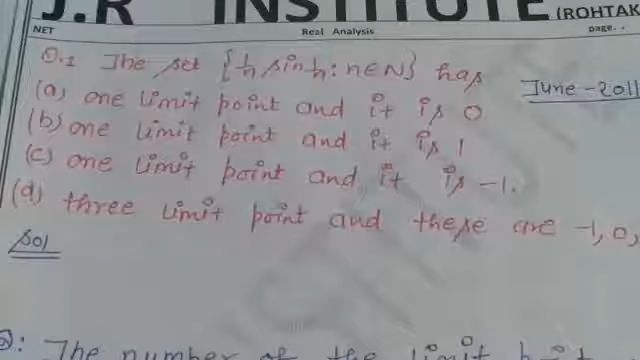 J.R INSTITUTE (ROHTAK
NET Real Analysis page..
Q.1 The set {1/n sin 1/n : n∈N} has
June-2011
(a) one limit point and it is 0
(b) one limit point and it is 1
(c) one limit point and it is -1.
(d) three limit point and these are -1, 0,
Sol
The number of the limit